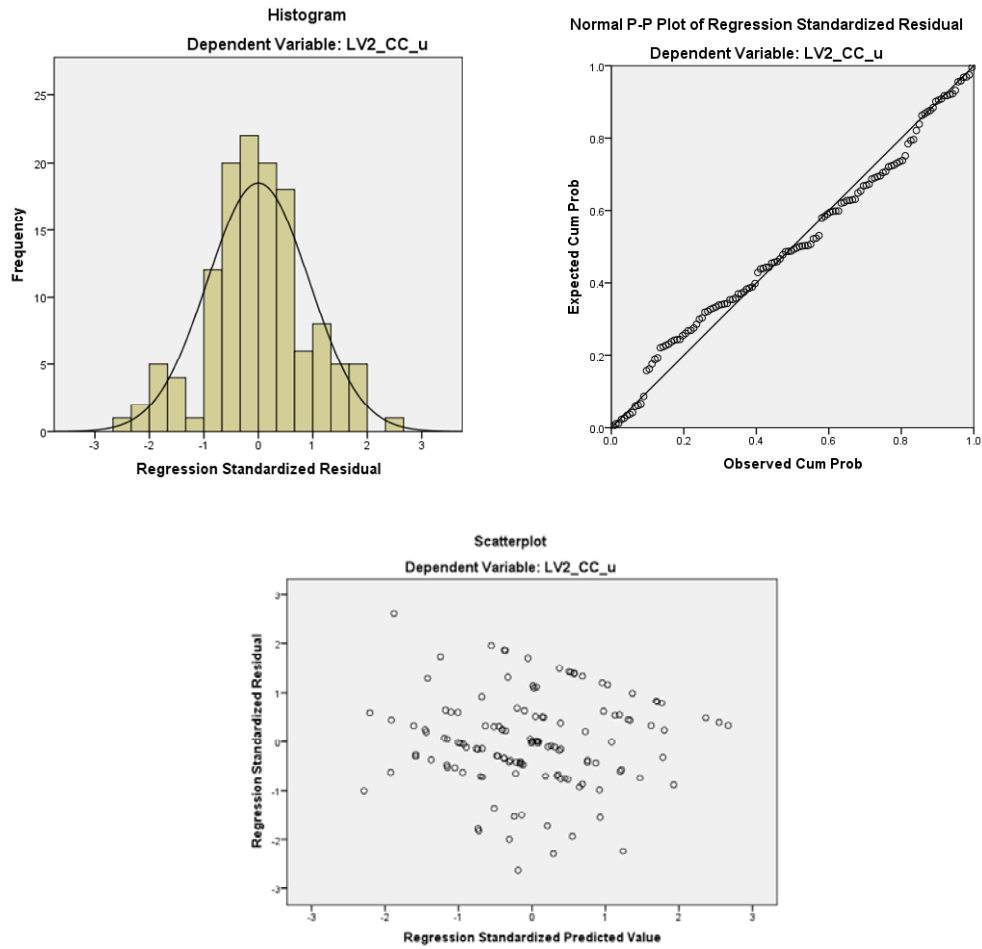 Histogram
Dependent Variable: LV2_CC_u
Frequency
25
20
15
10
5
0
-3 -2 -1 0 1 2 3
Regression Standardized Residual
Normal P-P Plot of Regression Standardized Residual
Dependent Variable: LV2_CC_u
Expected Cum Prob
1.0
0.8
0.6
0.4
0.2
0.0
0.0 0.2 0.4 0.6 0.8 1.0
Observed Cum Prob
Scatterplot
Dependent Variable: LV2_CC_u
Regression Standardized Residual
3
2
1
0
-1
-2
-3
-3 -2 -1 0 1 2 3
Regression Standardized Predicted Value